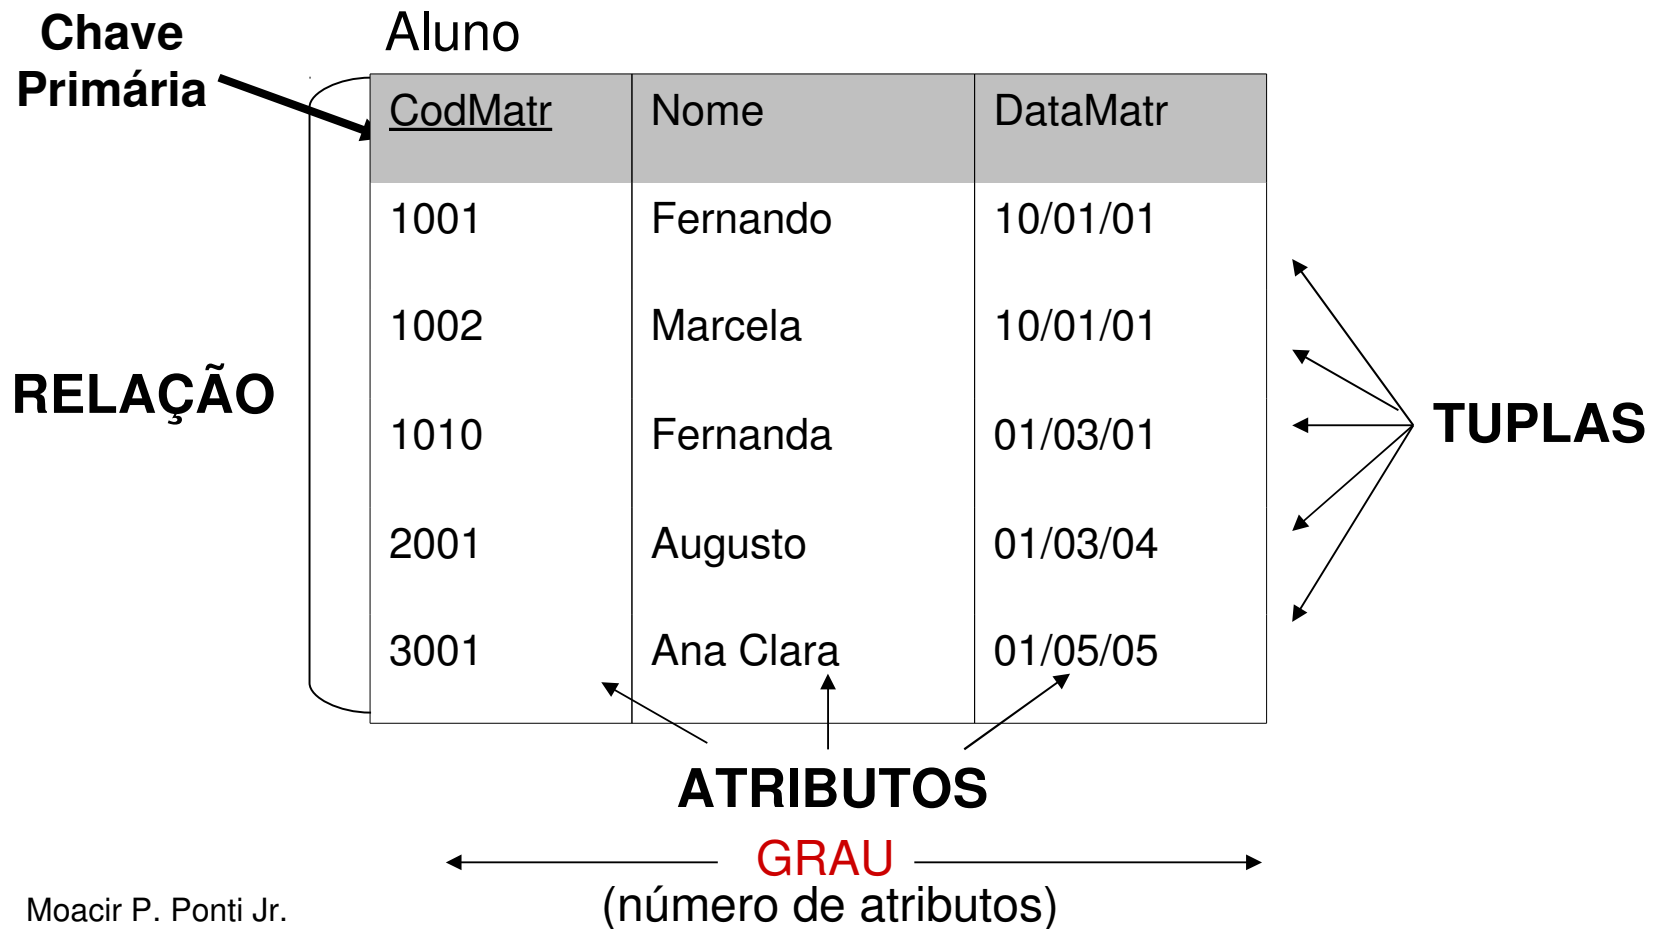 Chave
Primária
Aluno
CodMatr Nome DataMatr
1001 Fernando 10/01/01
1002 Marcela 10/01/01
RELAÇÃO
1010 Fernanda 01/03/01
TUPLAS
2001 Augusto 01/03/04
3001 Ana Clara 01/05/05
ATRIBUTOS
GRAU
(número de atributos)
Moacir P. Ponti Jr.